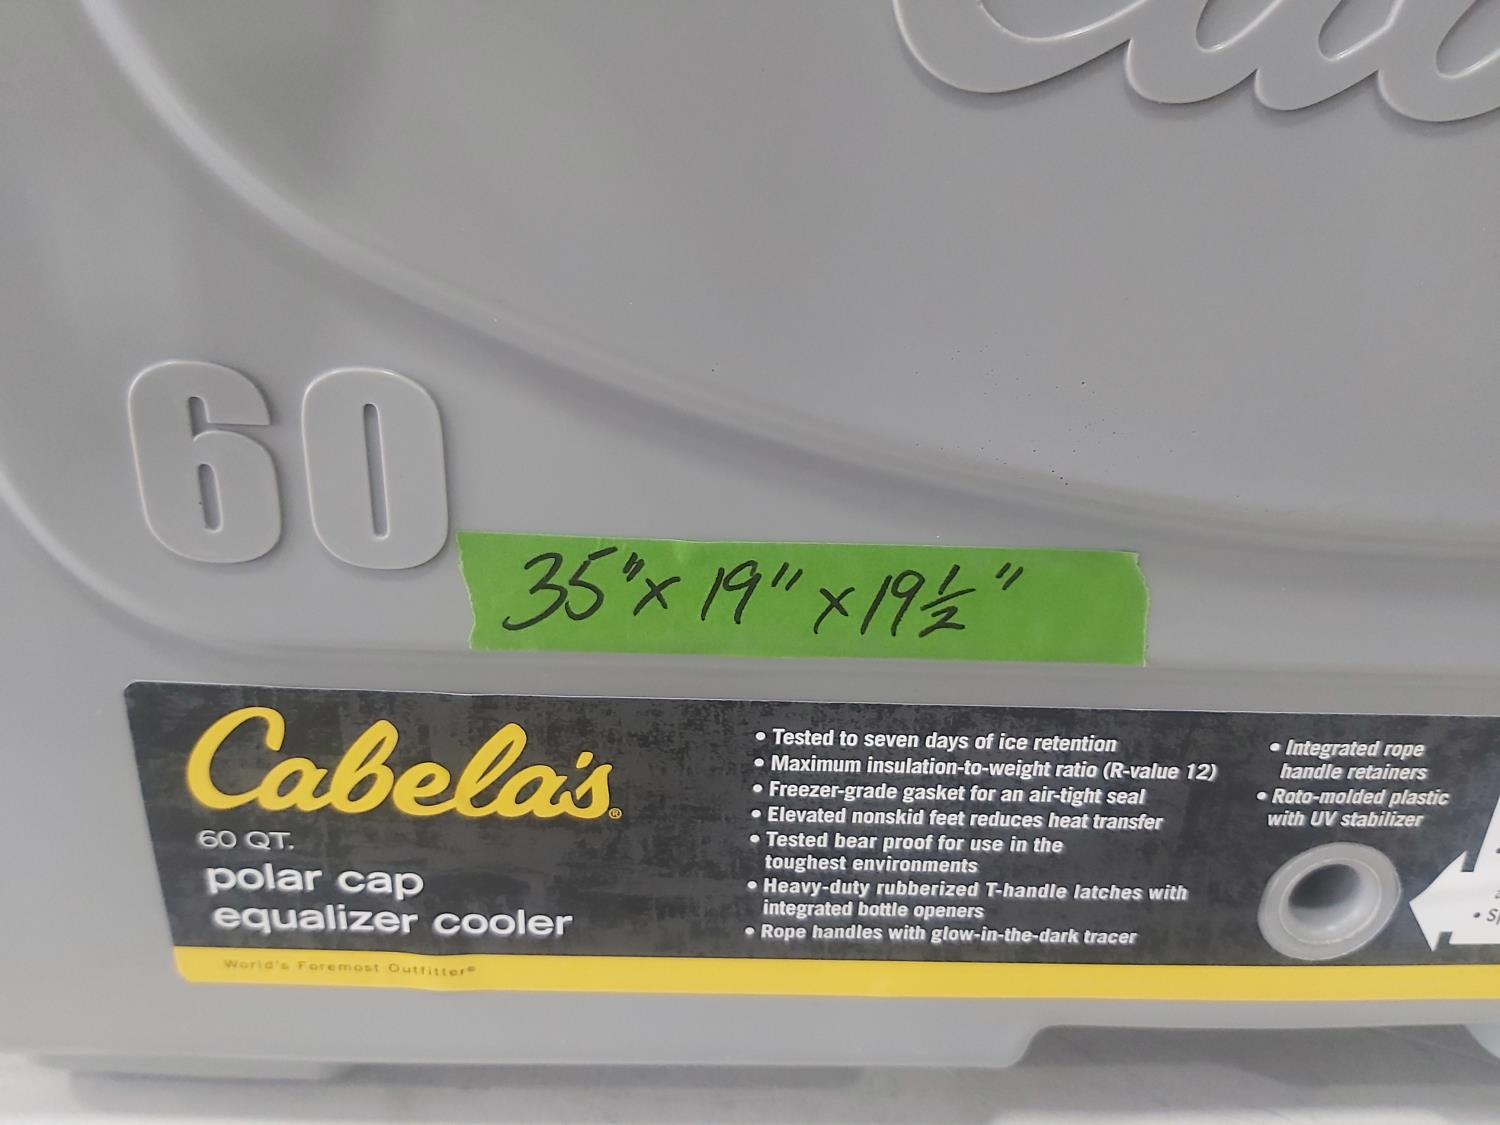 60
35" x 19" x 19 1/2"
Cabela's®
60 QT.
polar cap
equalizer cooler
World's Foremost Outfitter®
• Tested to seven days of ice retention
• Maximum insulation-to-weight ratio (R-value 12)
• Freezer-grade gasket for an air-tight seal
• Elevated nonskid feet reduces heat transfer
• Tested bear proof for use in the
toughest environments
• Heavy-duty rubberized T-handle latches with
integrated bottle openers
• Rope handles with glow-in-the-dark tracer
• Integrated rope
handle retainers
• Roto-molded plastic
with UV stabilizer